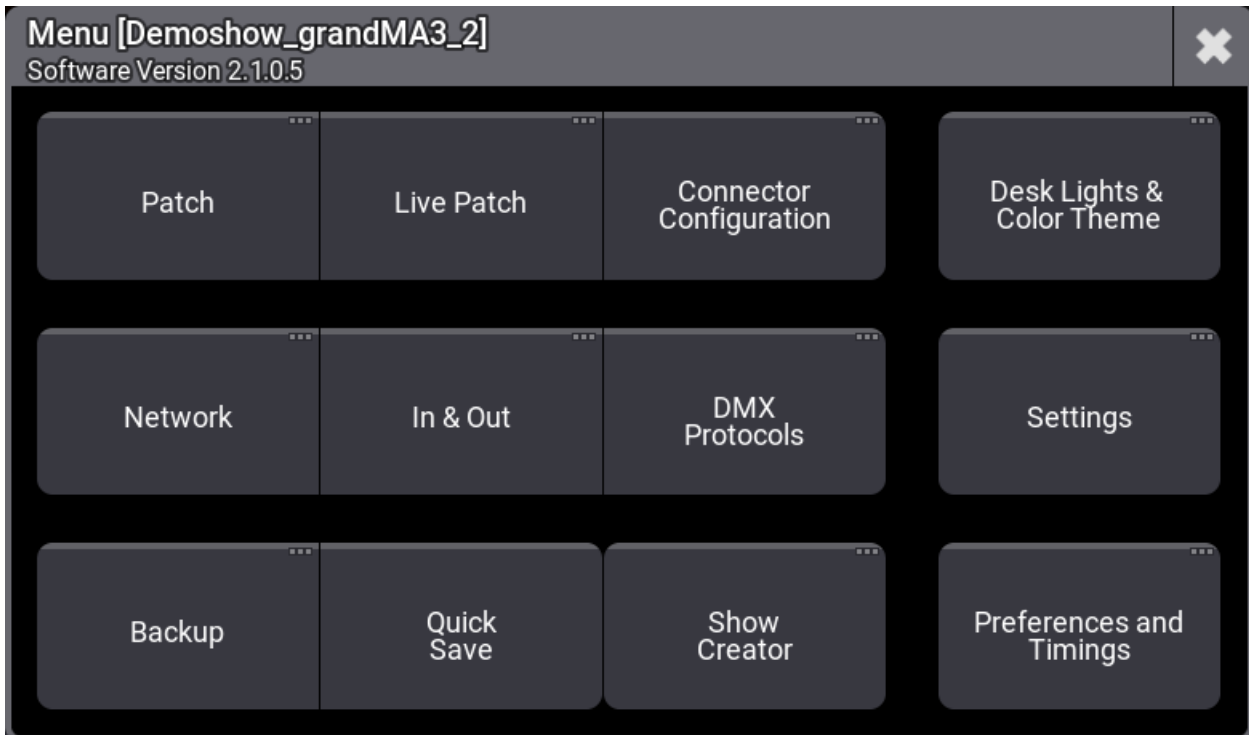 Menu [Demoshow_grandMA3_2]
Software Version 2.1.0.5
Patch
Live Patch
Connector
Configuration
Desk Lights &
Color Theme
Network
In & Out
DMX
Protocols
Settings
Backup
Quick
Save
Show
Creator
Preferences and
Timings